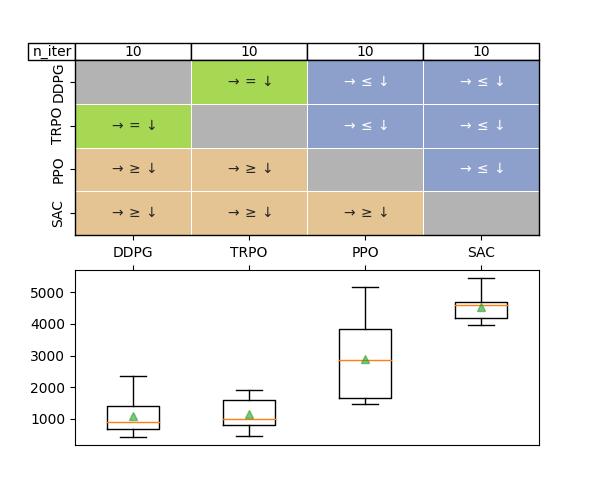 n_iter 10 10 10 10
DDPG → = ↓ → ≤ ↓ → ≤ ↓
TRPO → = ↓ → ≤ ↓ → ≤ ↓
PPO → ≥ ↓ → ≥ ↓ → ≤ ↓
SAC → ≥ ↓ → ≥ ↓ → ≥ ↓
DDPG TRPO PPO SAC
5000
4000
3000
2000
1000